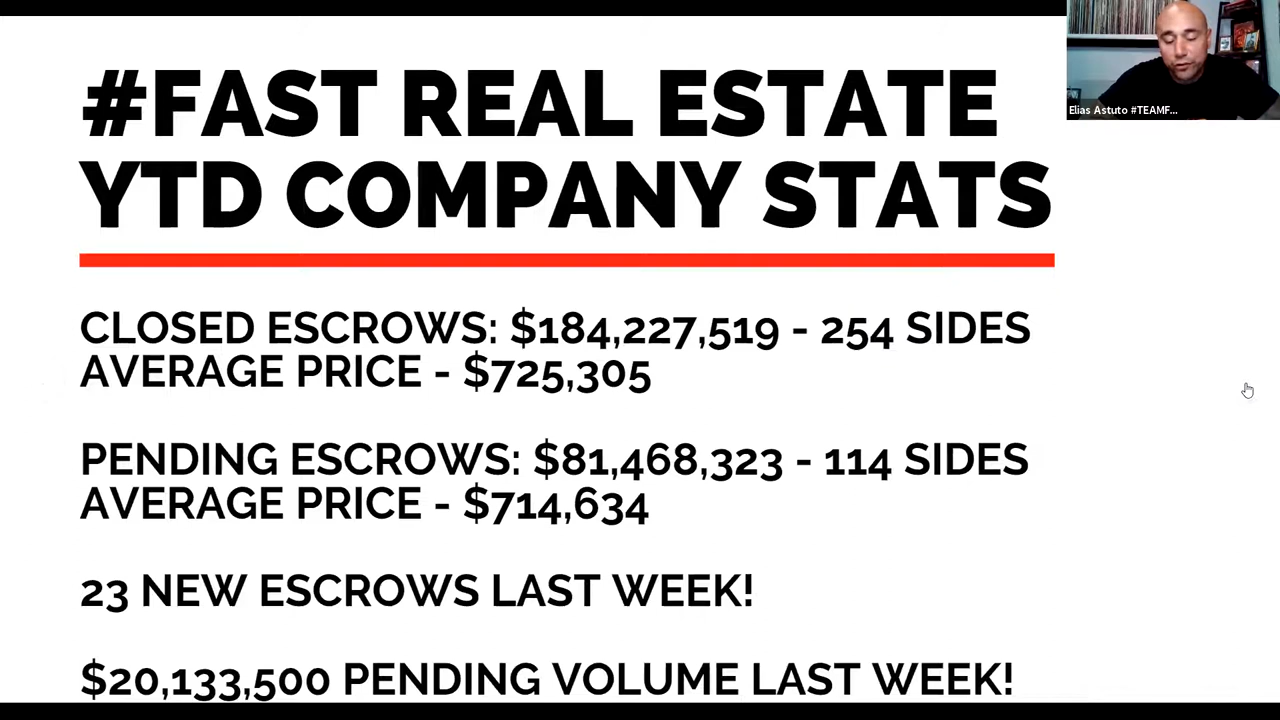 #FAST REAL ESTATE
YTD COMPANY STATS
Elias Astuto #TEAMF...
CLOSED ESCROWS: $184,227,519 - 254 SIDES
AVERAGE PRICE - $725,305
PENDING ESCROWS: $81,468,323 - 114 SIDES
AVERAGE PRICE - $714,634
23 NEW ESCROWS LAST WEEK!
$20,133,500 PENDING VOLUME LAST WEEK!